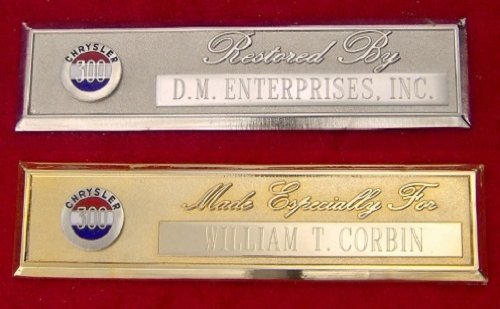 CHRYSLER
300
Restored By
D.M. ENTERPRISES, INC.
CHRYSLER
300
Made Especially For
WILLIAM T. CORBIN